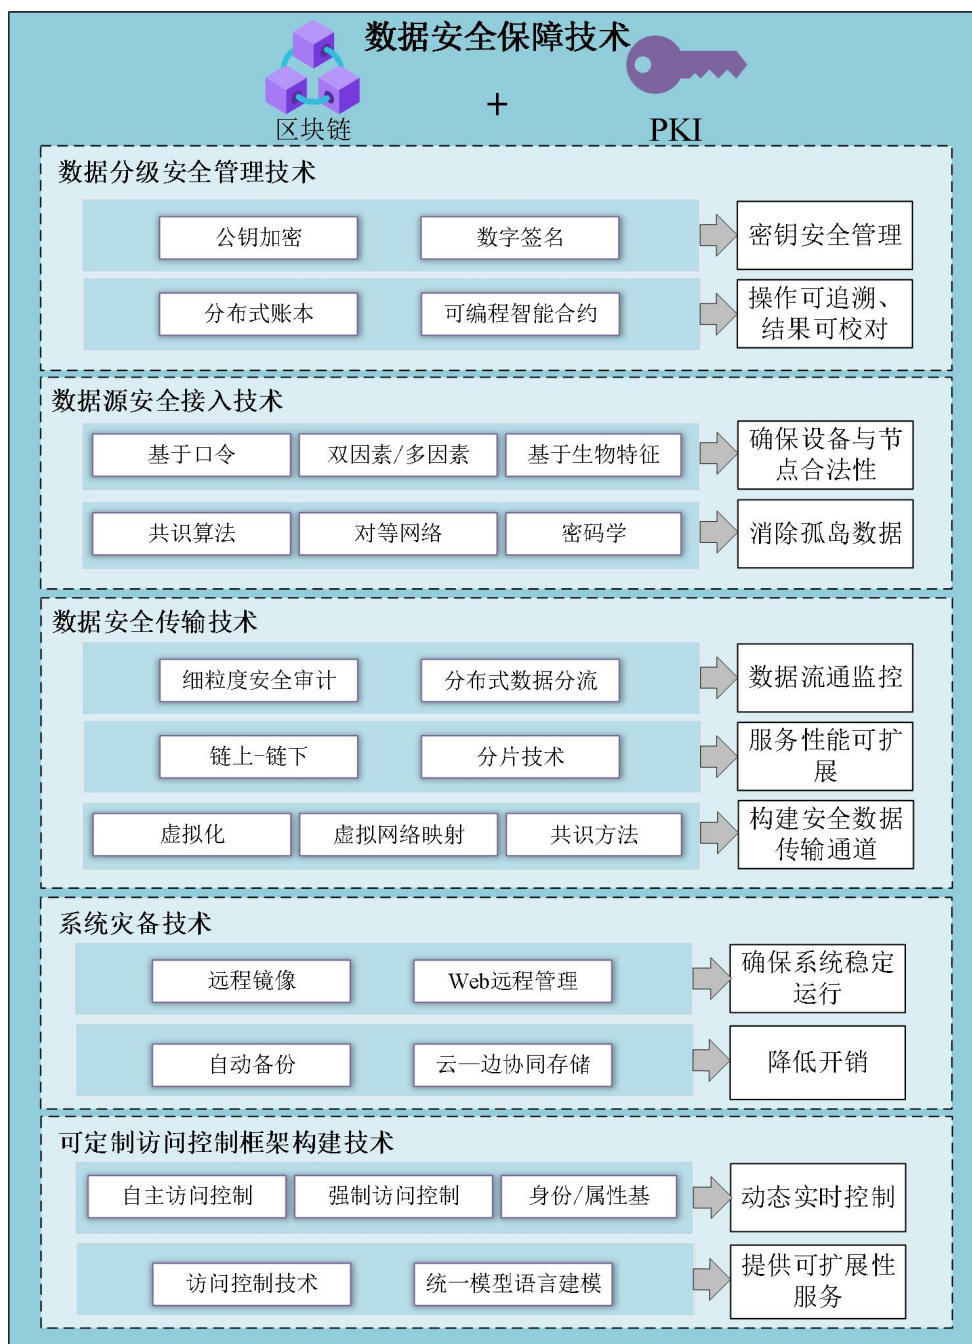 数据安全保障技术
区块链
+
PKI
数据分级安全管理技术
公钥加密
数字签名
密钥安全管理
分布式账本
可编程智能合约
操作可追溯、
结果可校对
数据源安全接入技术
基于口令
双因素/多因素
基于生物特征
确保设备与节
点合法性
共识算法
对等网络
密码学
消除孤岛数据
数据安全传输技术
细粒度安全审计
分布式数据分流
数据流通监控
链上-链下
分片技术
服务性能可扩
展
虚拟化
虚拟网络映射
共识方法
构建安全数据
传输通道
系统灾备技术
远程镜像
Web远程管理
确保系统稳定
运行
自动备份
云—边协同存储
降低开销
可定制访问控制框架构建技术
自主访问控制
强制访问控制
身份/属性基
动态实时控制
访问控制技术
统一模型语言建模
提供可扩展性
服务